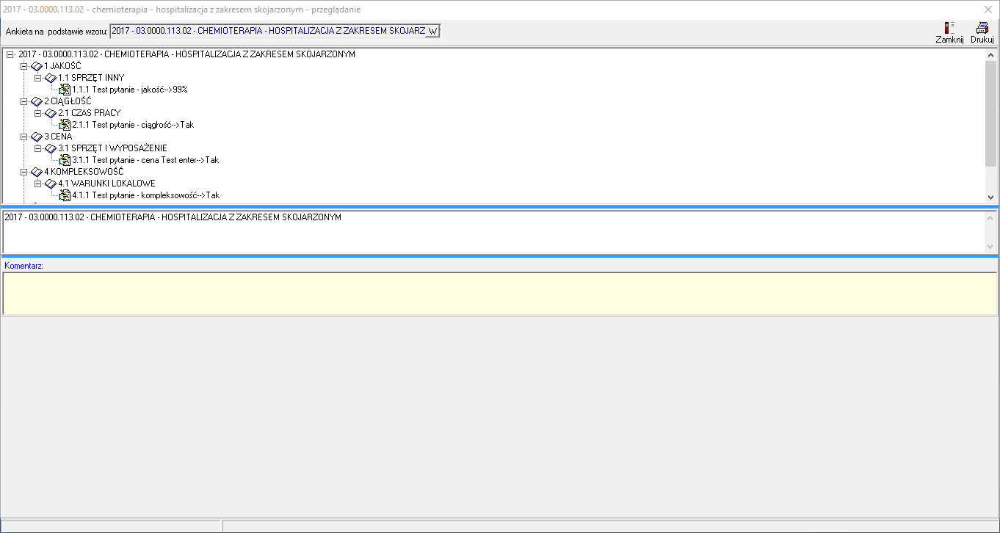 2017 - 03.0000.113.02 - chemioterapia - hospitalizacja z zakresem skojarzonym - przeglądanie
Ankieta na podstawie wzoru: 2017 - 03.0000.113.02 - CHEMIOTERAPIA - HOSPITALIZACJA Z ZAKRESEM SKOJARZ W
Zamknij Drukuj
2017 - 03.0000.113.02 - CHEMIOTERAPIA - HOSPITALIZACJA Z ZAKRESEM SKOJARZONYM
1 JAKOŚĆ
1.1 SPRZĘT INNY
1.1.1 Test pytanie - jakość-->99%
2 CIĄGŁOŚĆ
2.1 CZAS PRACY
2.1.1 Test pytanie - ciągłość-->Tak
3 CENA
3.1 SPRZĘT I WYPOSAŻENIE
3.1.1 Test pytanie - cena Test enter-->Tak
4 KOMPLEKSOWOŚĆ
4.1 WARUNKI LOKALOWE
4.1.1 Test pytanie - kompleksowość-->Tak
2017 - 03.0000.113.02 - CHEMIOTERAPIA - HOSPITALIZACJA Z ZAKRESEM SKOJARZONYM
Komentarz: